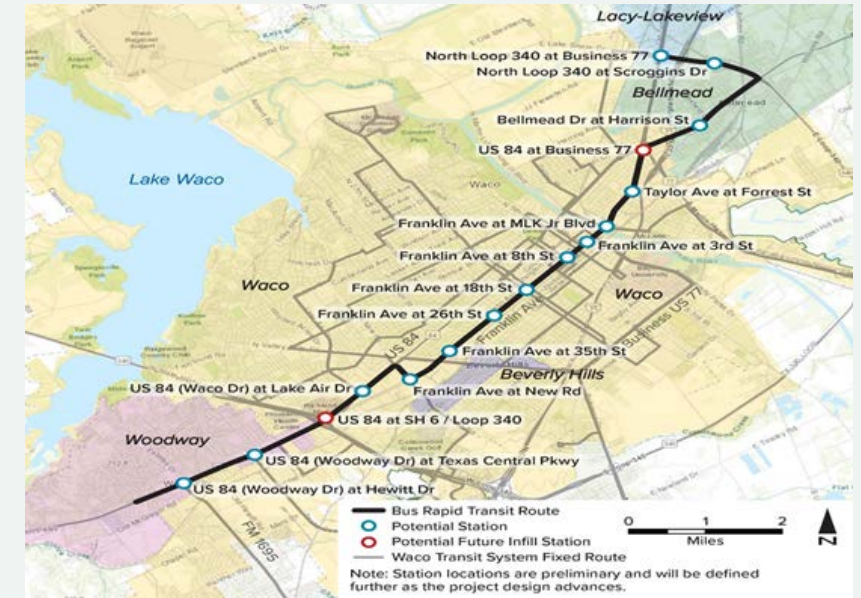 Lacy-Lakeview
North Loop 340 at Business 77
North Loop 340 at Scroggins Dr
Bellmead
Bellmead Dr at Harrison St
US 84 at Business 77
Lake Waco
Waco
Taylor Ave at Forrest St
Franklin Ave at MLK Jr Blvd
Franklin Ave at 3rd St
Franklin Ave at 8th St
Waco
Franklin Ave at 18th St
Waco
Franklin Ave at 26th St
Franklin Ave
Business US 77
US 84
Franklin Ave at 35th St
Beverly Hills
US 84 (Waco Dr) at Lake Air Dr
Franklin Ave at New Rd
US 84 at SH 6 / Loop 340
Woodway
US 84 (Woodway Dr) at Texas Central Pkwy
US 84 (Woodway Dr) at Hewitt Dr
FM 1695
Bus Rapid Transit Route
Potential Station
Potential Future Infill Station
Waco Transit System Fixed Route
0 1 2
Miles
N
Note: Station locations are preliminary and will be defined
further as the project design advances.